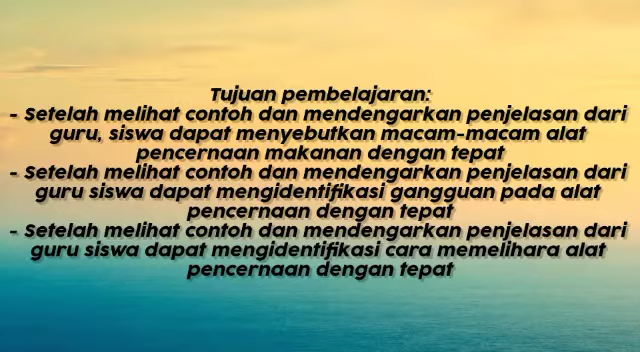 Tujuan pembelajaran:
- Setelah melihat contoh dan mendengarkan penjelasan dari
guru, siswa dapat menyebutkan macam-macam alat
pencernaan makanan dengan tepat
- Setelah melihat contoh dan mendengarkan penjelasan dari
guru siswa dapat mengidentifikasi gangguan pada alat
pencernaan dengan tepat
- Setelah melihat contoh dan mendengarkan penjelasan dari
guru siswa dapat mengidentifikasi cara memelihara alat
pencernaan dengan tepat